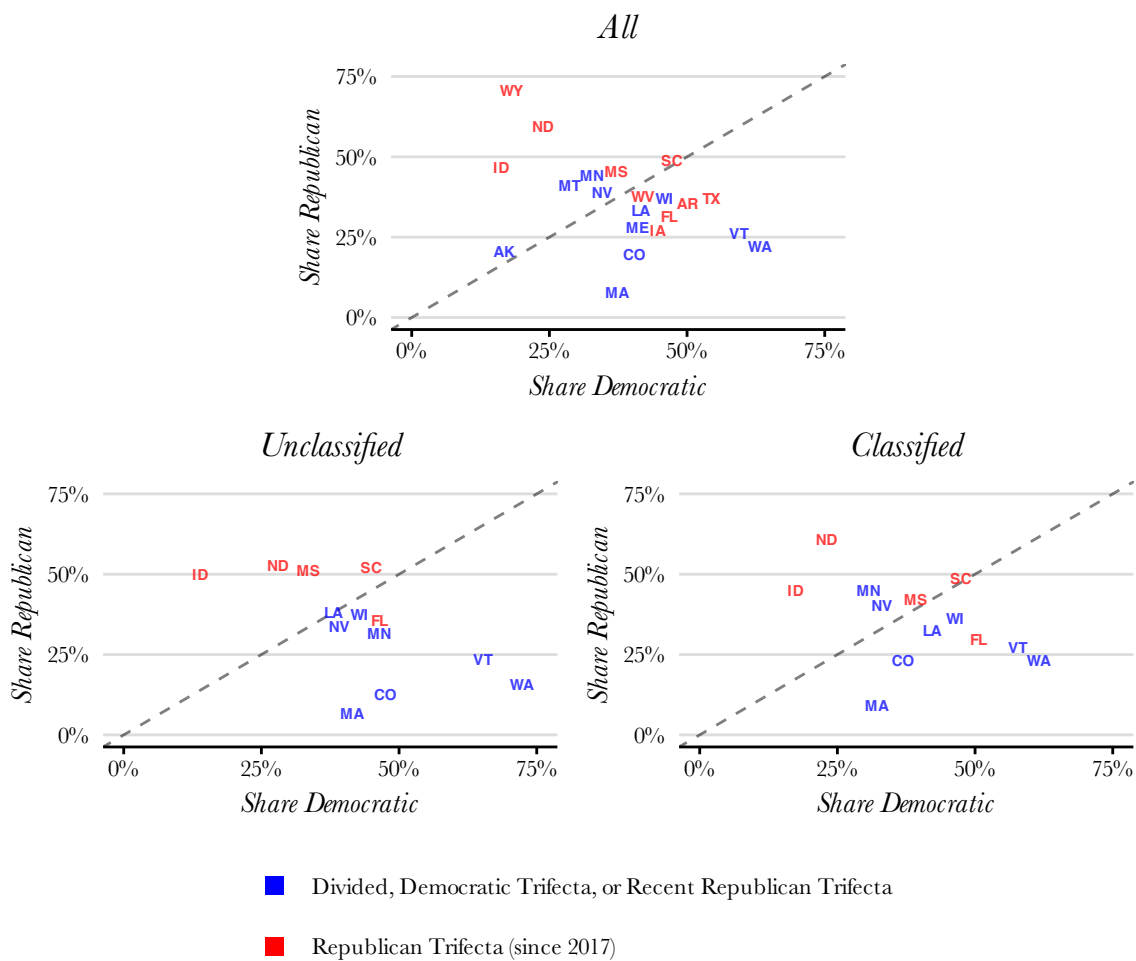 All
75%
50%
25%
0%
Share Republican
WY
ND
ID
MN
MS
SC
MT
NV
WV
WI
AR
TX
LA
FL
ME
IA
VT
WA
AK
CO
MA
0%
25%
50%
75%
Share Democratic
Unclassified
75%
50%
25%
0%
Share Republican
ID
ND
MS
SC
LA
WI
NV
FL
MN
VT
WA
CO
MA
0%
25%
50%
75%
Share Democratic
Classified
75%
50%
25%
0%
Share Republican
ND
ID
MN
SC
NV
MS
WI
LA
FL
VT
CO
WA
MA
0%
25%
50%
75%
Share Democratic
Divided, Democratic Trifecta, or Recent Republican Trifecta
Republican Trifecta (since 2017)